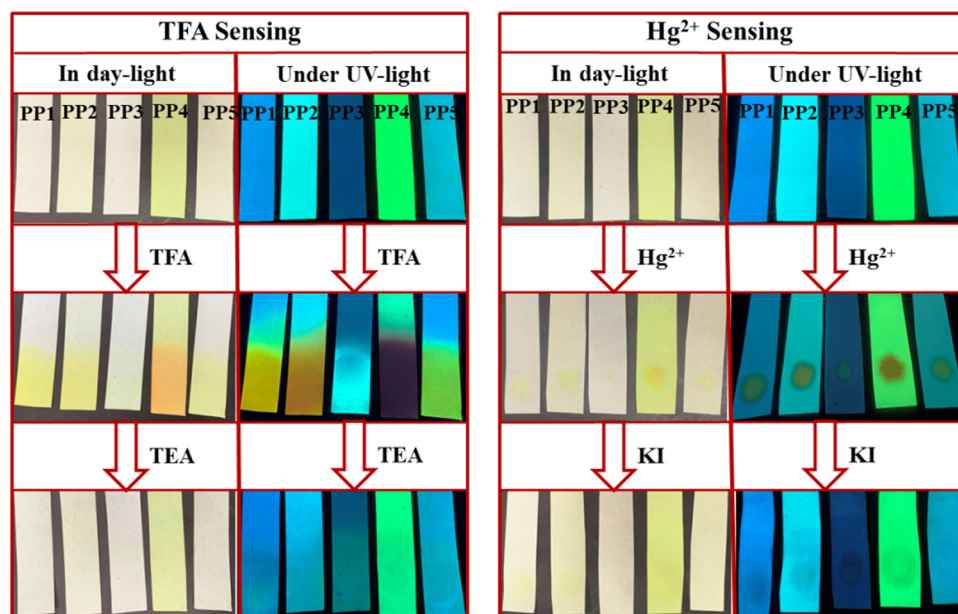 TFA Sensing
In day-light
Under UV-light
PP1 PP2 PP3 PP4 PP5
PP1 PP2 PP3 PP4 PP5
TFA
TFA
TEA
TEA
Hg²⁺ Sensing
In day-light
Under UV-light
PP1 PP2 PP3 PP4 PP5
PP1 PP2 PP3 PP4 PP5
Hg²⁺
Hg²⁺
KI
KI